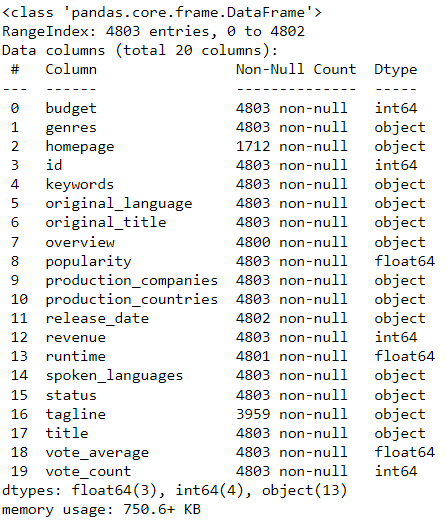 <class 'pandas.core.frame.DataFrame'>
RangeIndex: 4803 entries, 0 to 4802
Data columns (total 20 columns):
 #   Column                Non-Null Count  Dtype
---  ------                --------------  -----
 0   budget                4803 non-null   int64
 1   genres                4803 non-null   object
 2   homepage              1712 non-null   object
 3   id                    4803 non-null   int64
 4   keywords              4803 non-null   object
 5   original_language     4803 non-null   object
 6   original_title        4803 non-null   object
 7   overview              4800 non-null   object
 8   popularity            4803 non-null   float64
 9   production_companies  4803 non-null   object
 10  production_countries  4803 non-null   object
 11  release_date          4802 non-null   object
 12  revenue               4803 non-null   int64
 13  runtime               4801 non-null   float64
 14  spoken_languages      4803 non-null   object
 15  status                4803 non-null   object
 16  tagline               3959 non-null   object
 17  title                 4803 non-null   object
 18  vote_average          4803 non-null   float64
 19  vote_count            4803 non-null   int64
dtypes: float64(3), int64(4), object(13)
memory usage: 750.6+ KB